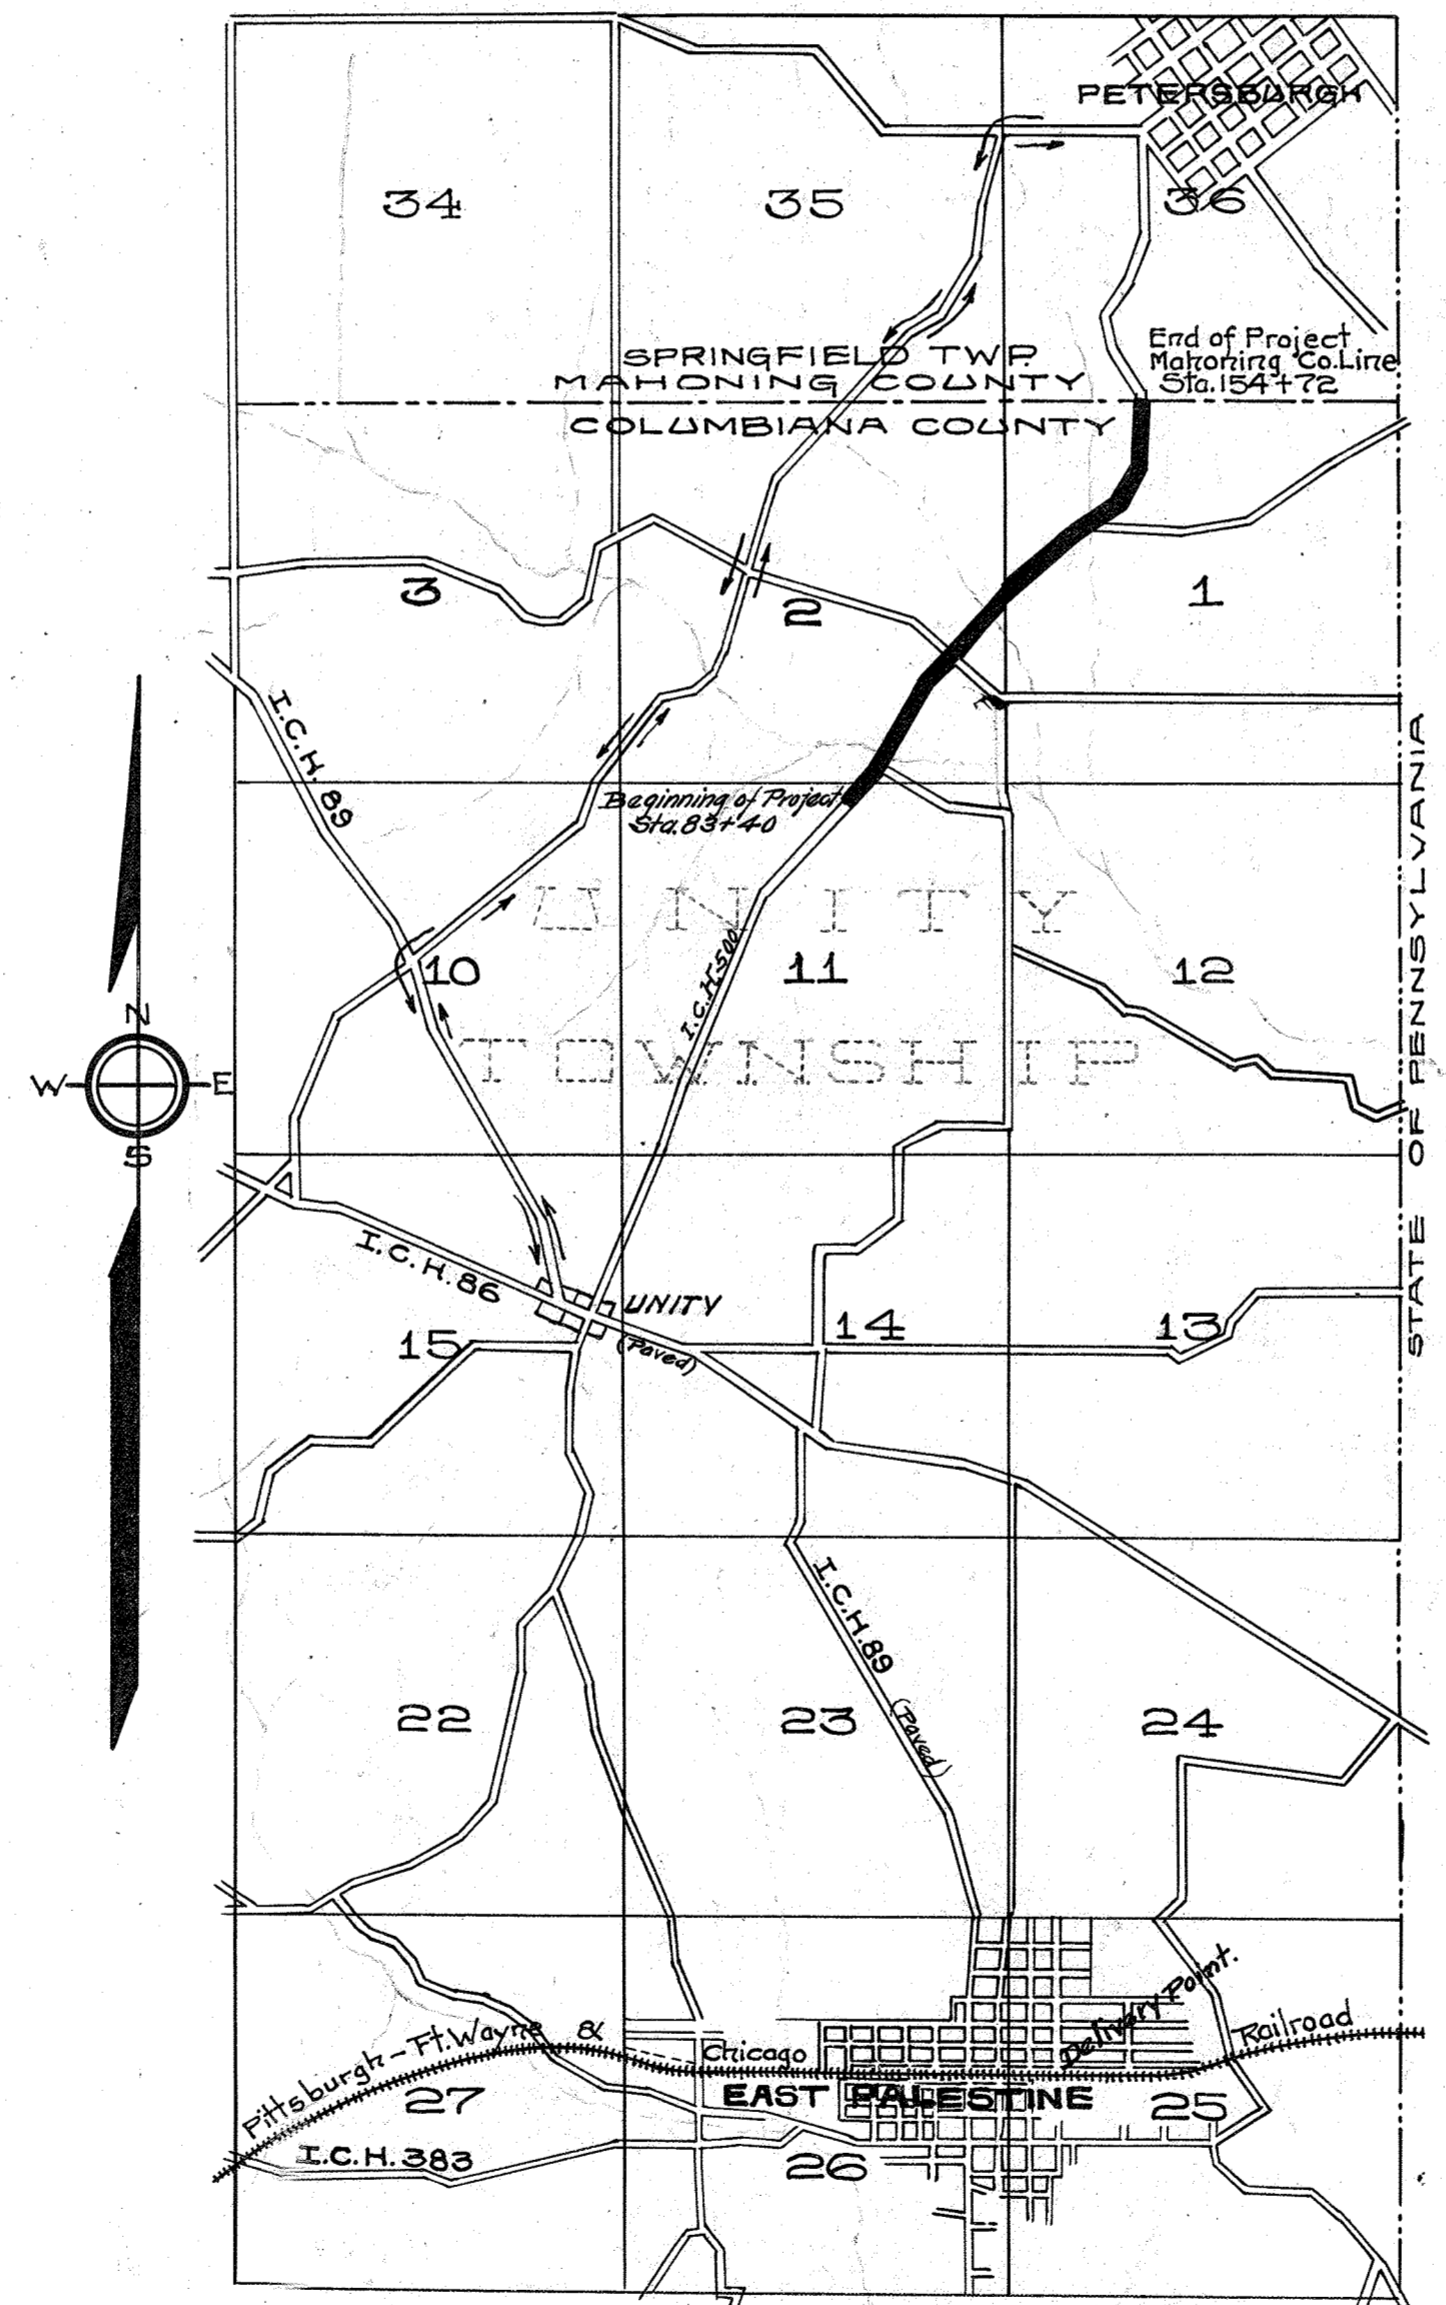 PETERSBURGH
34
35
36
End of Project
Mahoning Co. Line
Sta. 154+72
SPRINGFIELD TWP.
MAHONING COUNTY
COLUMBIANA COUNTY
3
2
1
I.C.H. 89
Beginning of Project
Sta. 83+40
UNITY
TOWNSHIP
10
11
12
I.C.H. 500
N
W E
S
STATE OF PENNSYLVANIA
I.C.H. 86
UNITY
(Paved)
15
14
13
I.C.H. 89 (Paved)
22
23
24
Delivery Point.
Pittsburgh - Ft. Wayne & Chicago Railroad
EAST PALESTINE
27
25
I.C.H. 383
26